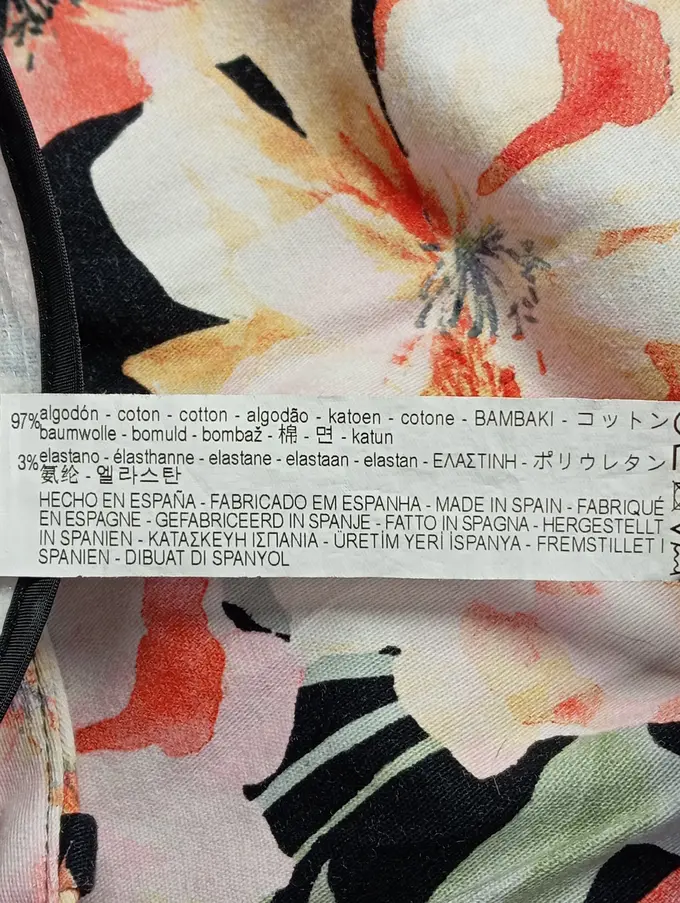 97% algodón - coton - cotton - algodão - katoen - cotone - BAMBAKI - コットン
baumwolle - bomuld - bombaž - 棉 - 면 - katun
3% elastano - élasthanne - elastane - elastaan - elastan - ΕΛΑΣΤΙΝΗ - ポリウレタン
氨纶 - 엘라스탄
HECHO EN ESPAÑA - FABRICADO EM ESPANHA - MADE IN SPAIN - FABRIQUÉ
EN ESPAGNE - GEFABRICEERD IN SPANJE - FATTO IN SPAGNA - HERGESTELLT
IN SPANIEN - ΚΑΤΑΣΚΕΥΗ ΙΣΠΑΝΙΑ - ÜRETİM YERİ İSPANYA - FREMSTILLET I
SPANIEN - DIBUAT DI SPANYOL